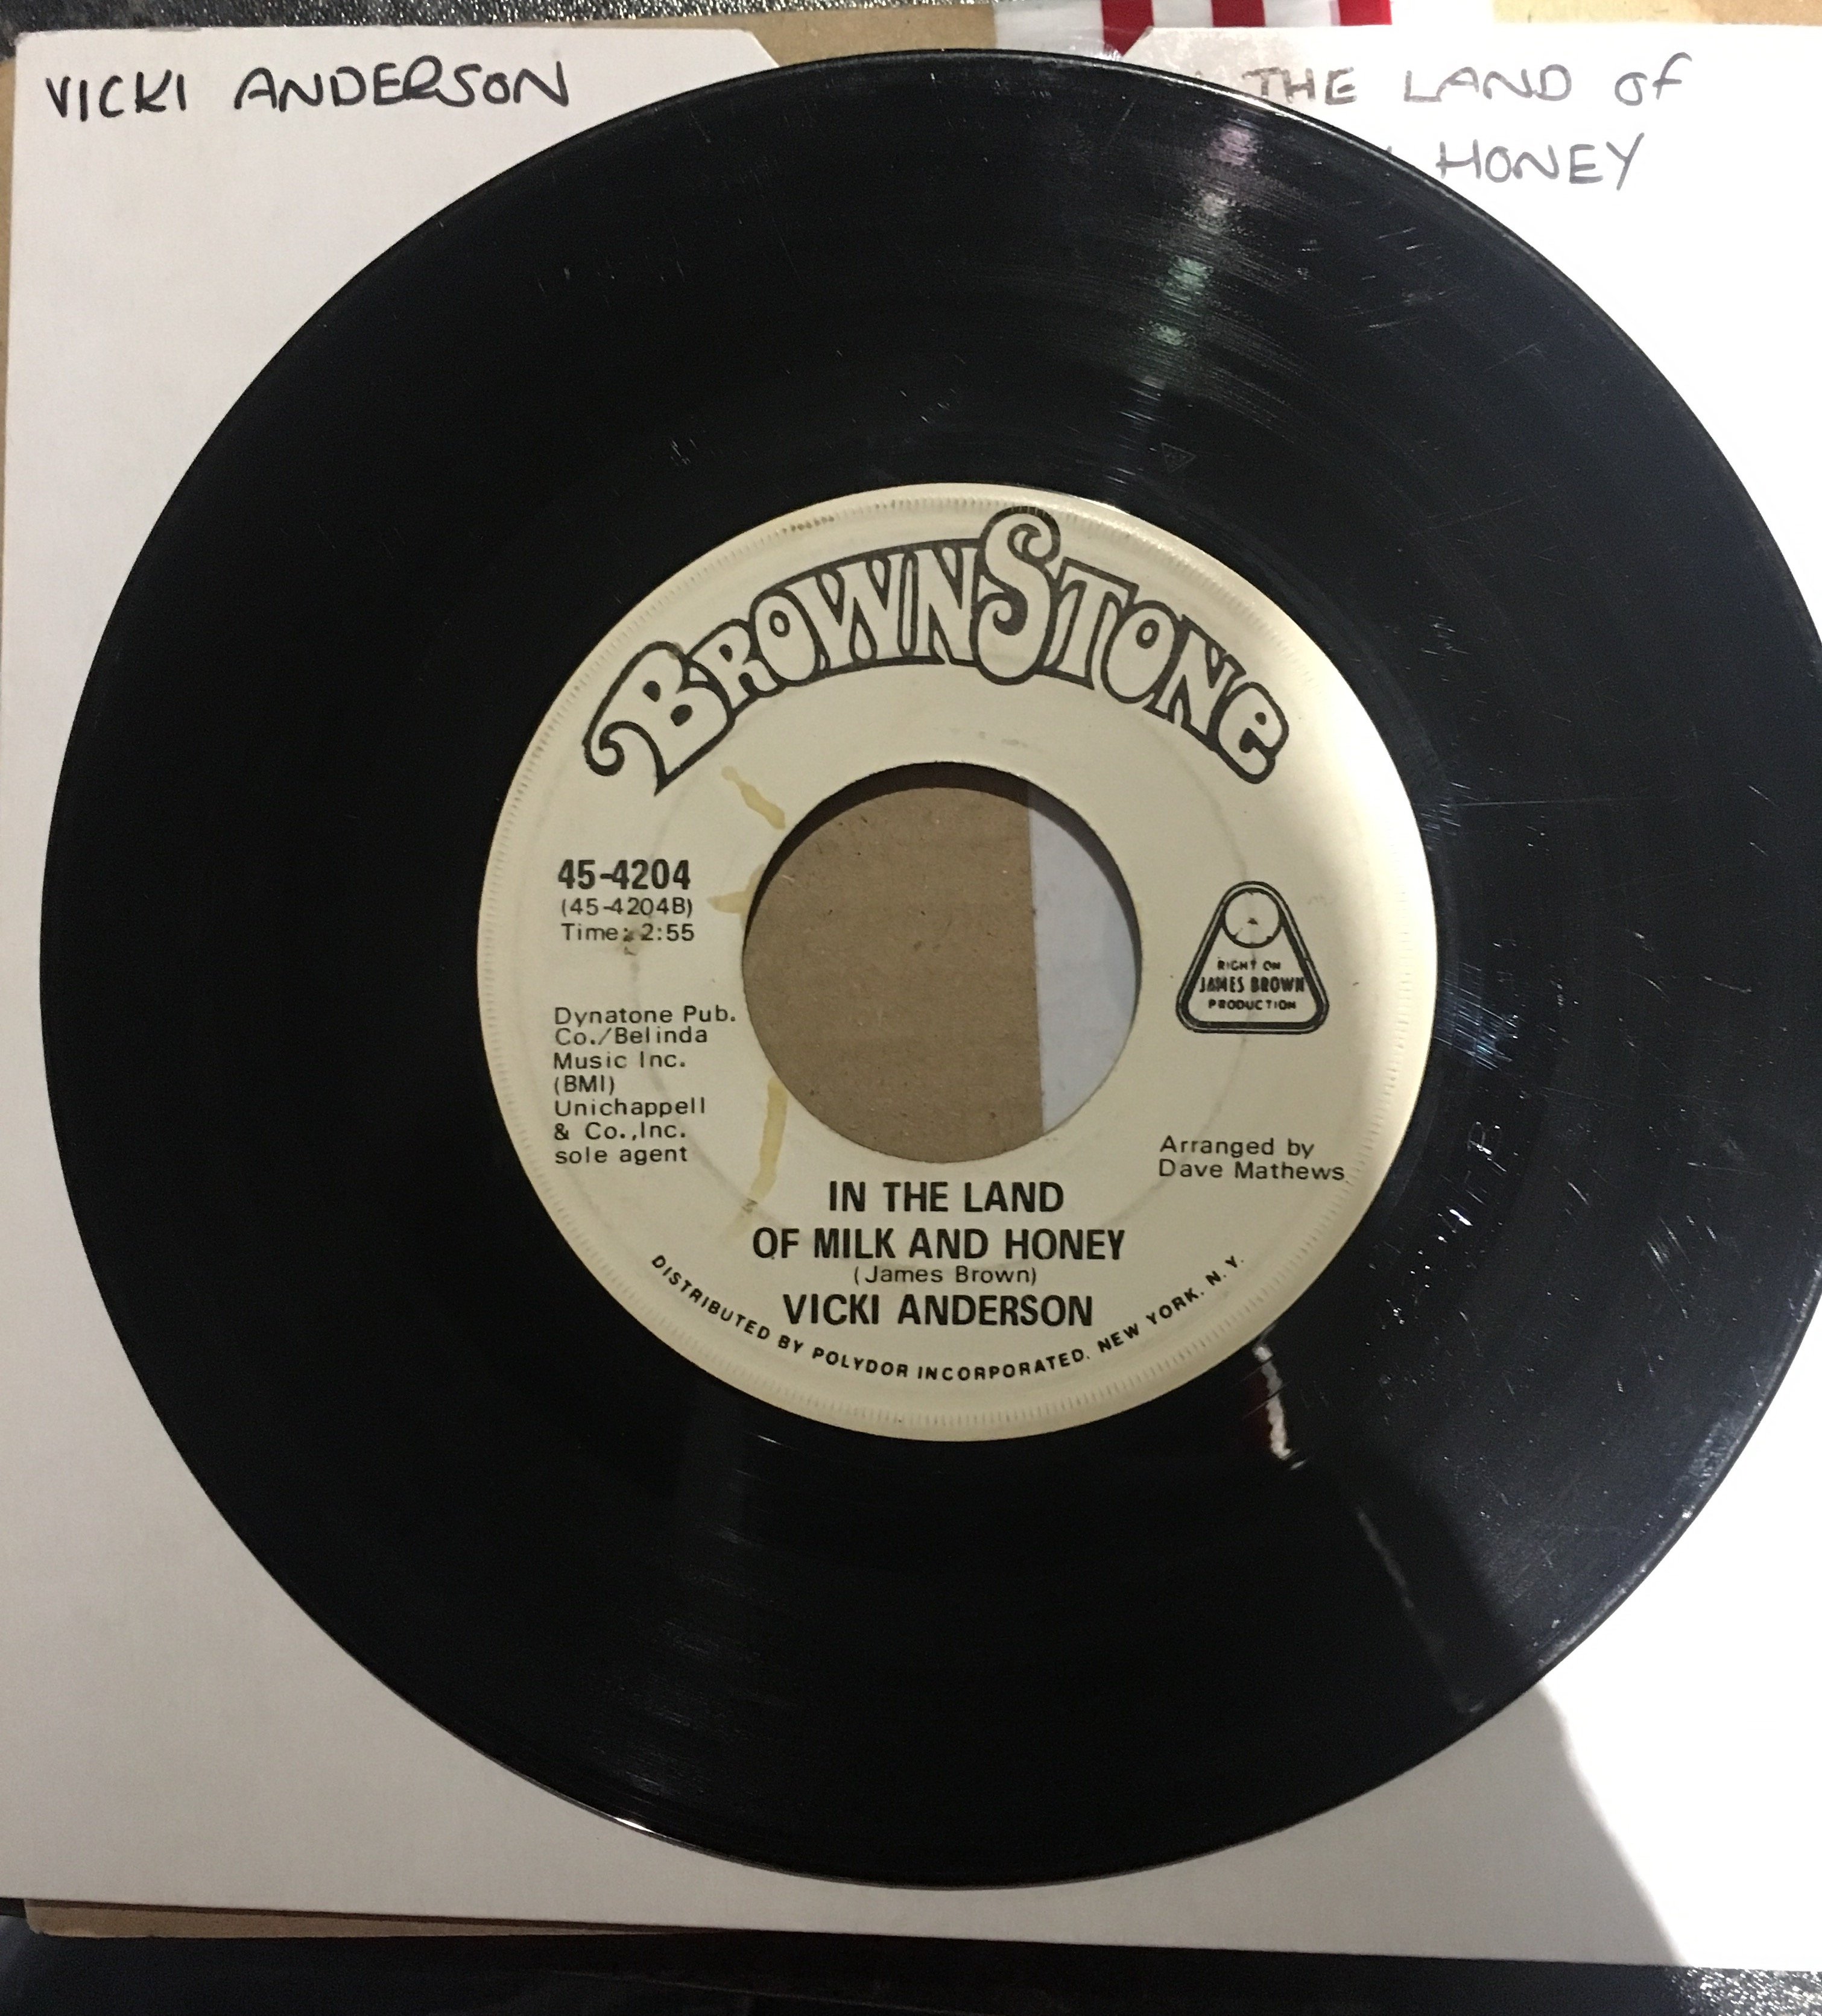 VICKI ANDERSON
THE LAND of
HONEY
BROWNSTONE
45-4204
(45-4204B)
Time: 2:55
Dynatone Pub.
Co./Belinda
Music Inc.
(BMI)
Unichappell
& Co.,Inc.
sole agent
RIGHT ON
JAMES BROWN
PRODUCTION
Arranged by
Dave Mathews
IN THE LAND
OF MILK AND HONEY
(James Brown)
VICKI ANDERSON
DISTRIBUTED BY POLYDOR INCORPORATED. NEW YORK. N. Y.